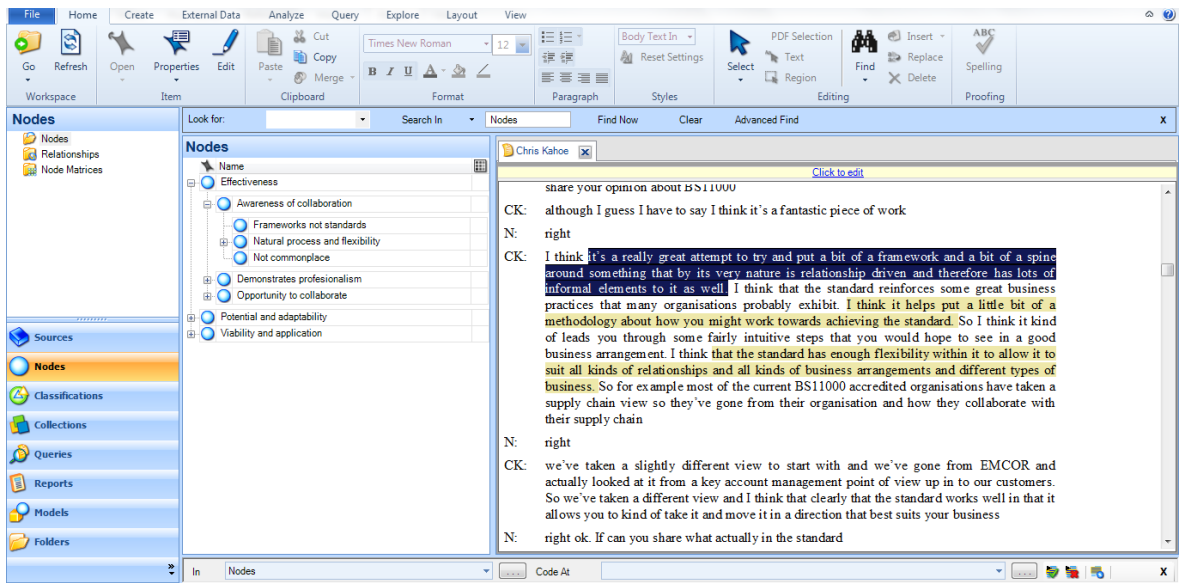 File Home Create External Data Analyze Query Explore Layout View
Go Refresh Open Properties Edit Paste Cut Copy Merge
Times New Roman 12
B I U A
Body Text In
Reset Settings
Select PDF Selection Text Region Find Insert Replace Delete
ABC Spelling
Workspace Item Clipboard Format Paragraph Styles Editing Proofing
Nodes
Nodes
Relationships
Node Matrices
Sources
Nodes
Classifications
Collections
Queries
Reports
Models
Folders
Look for: Search In Nodes Find Now Clear Advanced Find x
Nodes
Name
Effectiveness
Awareness of collaboration
Frameworks not standards
Natural process and flexibility
Not commonplace
Demonstrates profesionalism
Opportunity to collaborate
Potential and adaptability
Viability and application
Chris Kahoe
Click to edit
share your opinion about BS11000
CK: although I guess I have to say I think it's a fantastic piece of work
N: right
CK: I think it's a really great attempt to try and put a bit of a framework and a bit of a spine
around something that by its very nature is relationship driven and therefore has lots of
informal elements to it as well. I think that the standard reinforces some great business
practices that many organisations probably exhibit. I think it helps put a little bit of a
methodology about how you might work towards achieving the standard. So I think it kind
of leads you through some fairly intuitive steps that you would hope to see in a good
business arrangement. I think that the standard has enough flexibility within it to allow it to
suit all kinds of relationships and all kinds of business arrangements and different types of
business. So for example most of the current BS11000 accredited organisations have taken a
supply chain view so they've gone from their organisation and how they collaborate with
their supply chain
N: right
CK: we've taken a slightly different view to start with and we've gone from EMCOR and
actually looked at it from a key account management point of view up in to our customers.
So we've taken a different view and I think that clearly that the standard works well in that it
allows you to kind of take it and move it in a direction that best suits your business
N: right ok. If can you share what actually in the standard
In Nodes ... Code At ... x